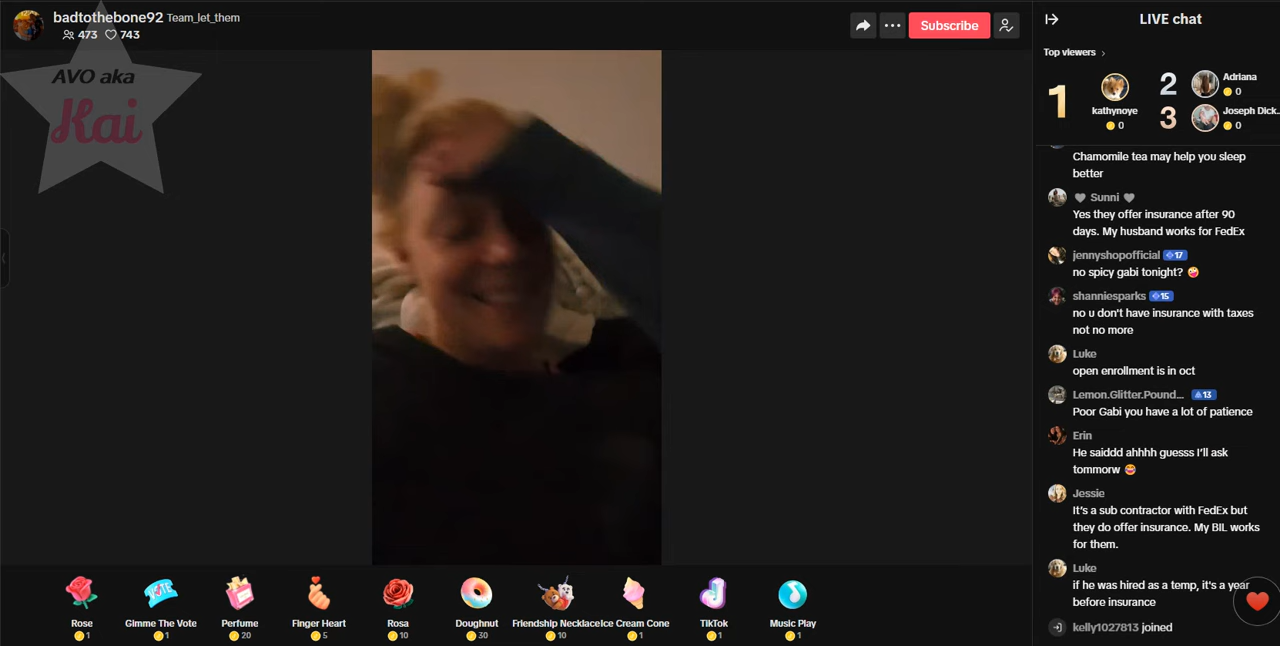 badtothebone92 Team_let_them
473 743
Subscribe
AVO aka
Kai
LIVE chat
Top viewers
1
kathynoye
0
2
Adriana
0
3
Joseph Dick..
0
Chamomile tea may help you sleep
better
Sunni
Yes they offer insurance after 90
days. My husband works for FedEx
jennyshopofficial 17
no spicy gabi tonight?
shanniesparks 15
no u don't have insurance with taxes
not no more
Luke
open enrollment is in oct
Lemon.Glitter.Pound... 13
Poor Gabi you have a lot of patience
Erin
He saiddd ahhhh guesss I'll ask
tommorw
Jessie
It's a sub contractor with FedEx but
they do offer insurance. My BIL works
for them.
Luke
if he was hired as a temp, it's a year
before insurance
kelly1027813 joined
VOTE
Rose
1
Gimme The Vote
1
Perfume
20
Finger Heart
5
Rosa
10
Doughnut
30
Friendship Necklace
10
Ice Cream Cone
1
TikTok
1
Music Play
1